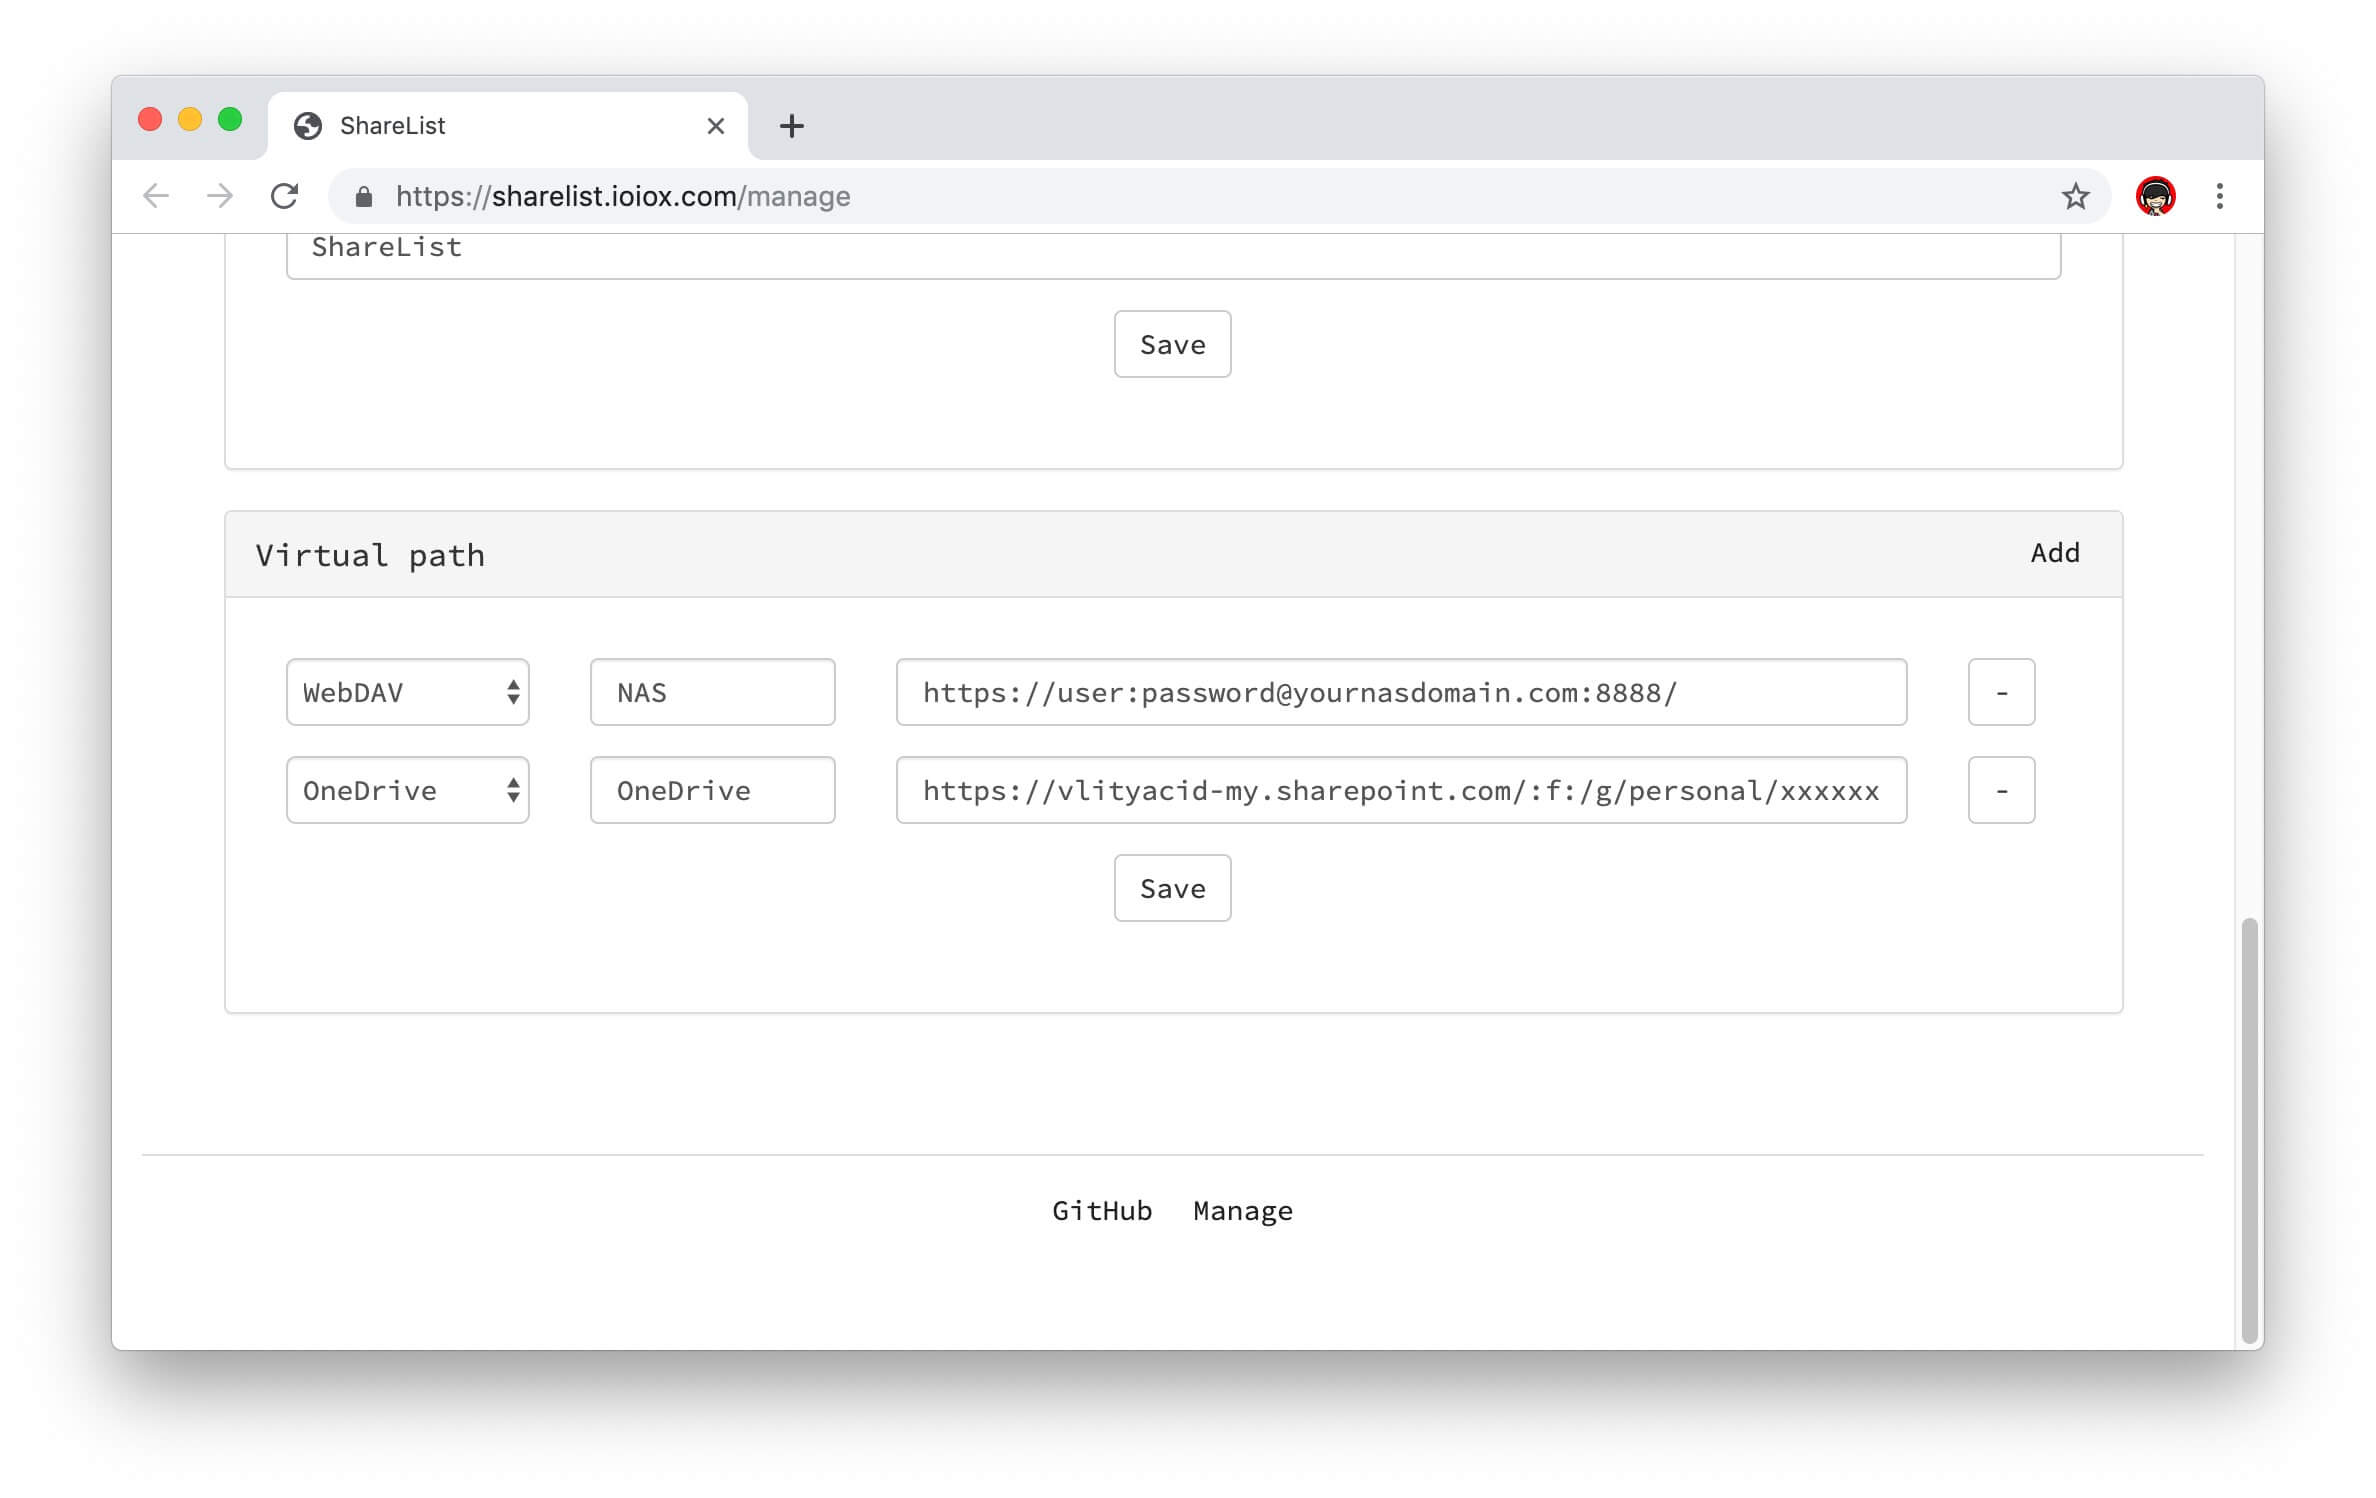 ShareList
https://sharelist.ioiox.com/manage
ShareList
Save
Virtual path Add
WebDAV NAS https://user:password@yournasdomain.com:8888/ -
OneDrive OneDrive https://vlityacid-my.sharepoint.com/:f:/g/personal/xxxxxx -
Save
GitHub Manage